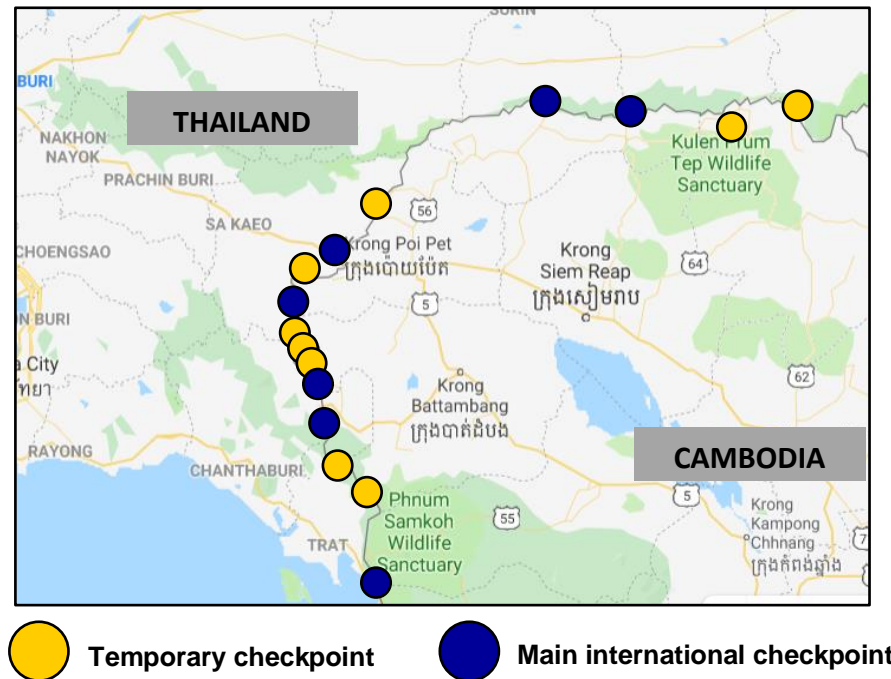 SURIN
BURI
THAILAND
NAKHON
NAYOK
Kulen Prum
Tep Wildlife
Sanctuary
PRACHIN BURI
56
SA KAEO
Krong Poi Pet
ក្រុងប៉ោយប៉ែត
CHOENGSAO
Krong
Siem Reap
ក្រុងសៀមរាប
64
5
N BURI
a City
ัทยา
62
Krong
Battambang
ក្រុងបាត់ដំបង
RAYONG
CHANTHABURI
CAMBODIA
5
Phnum
Samkoh
Wildlife
Sanctuary
55
Krong
Kampong
Chhnang
ក្រុងកំពង់ឆ្នាំង
7
TRAT
Temporary checkpoint
Main international checkpoint